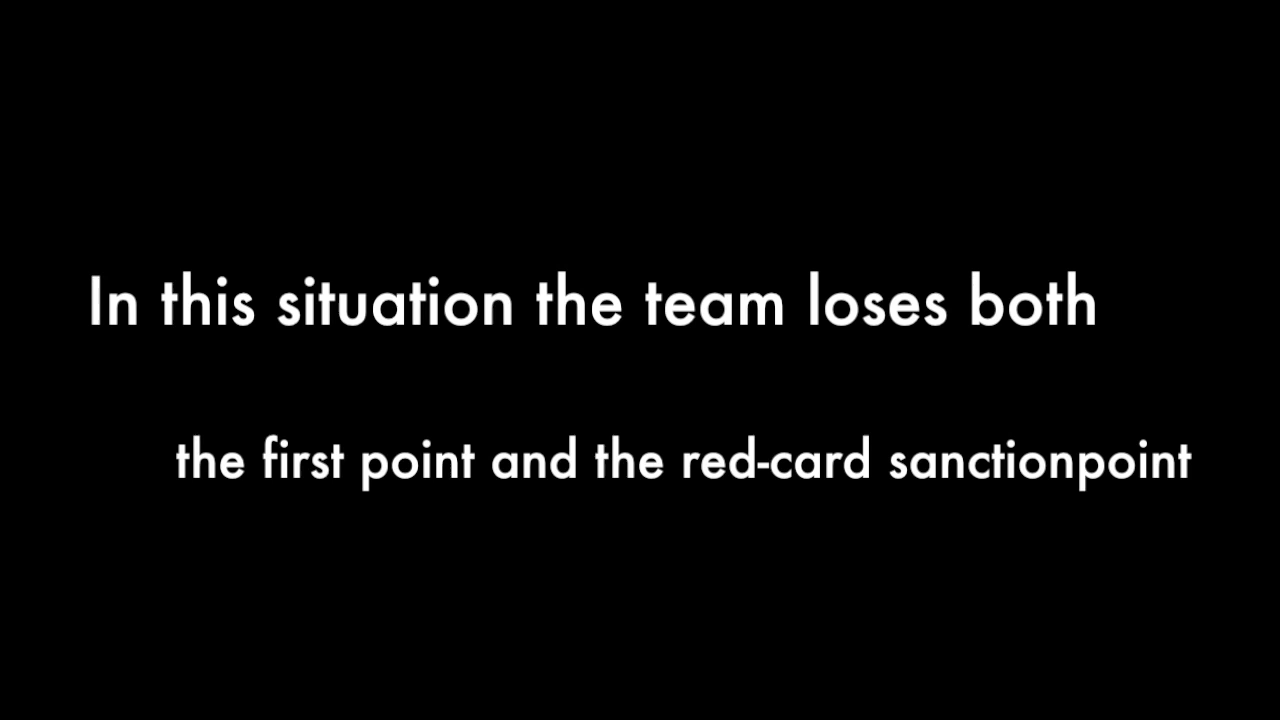 In this situation the team loses both
the first point and the red-card sanctionpoint